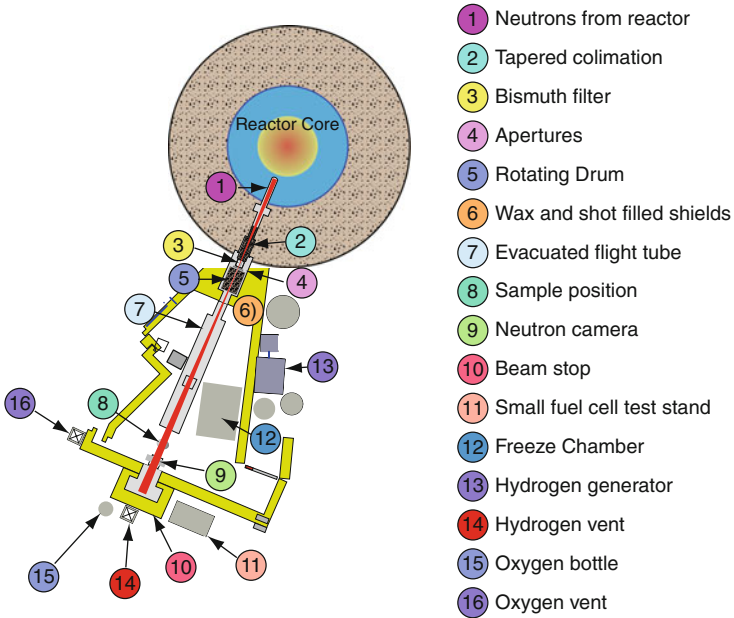 Reactor Core
1
2
3
4
5
6)
7
13
8
16
12
9
11
10
15
14
1 Neutrons from reactor
2 Tapered colimation
3 Bismuth filter
4 Apertures
5 Rotating Drum
6 Wax and shot filled shields
7 Evacuated flight tube
8 Sample position
9 Neutron camera
10 Beam stop
11 Small fuel cell test stand
12 Freeze Chamber
13 Hydrogen generator
14 Hydrogen vent
15 Oxygen bottle
16 Oxygen vent